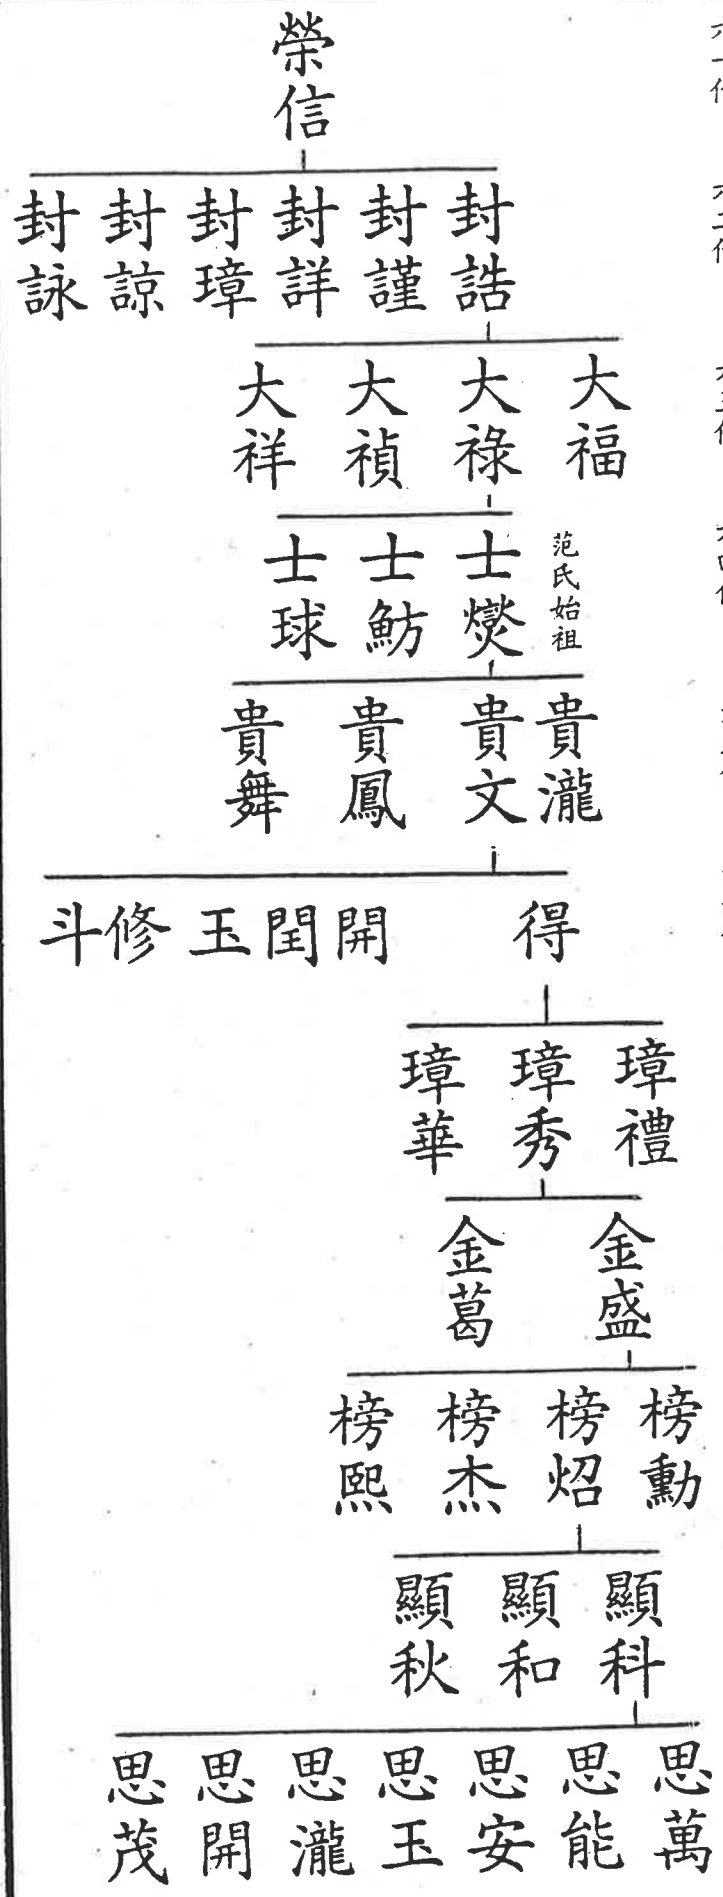 榮信
封誥
封謹
封詳
封璋
封諒
封詠
大福
大祿
大禎
大祥
范氏始祖
士燮
士魴
士球
貴瀧
貴文
貴鳳
貴舞
得
開
閏
玉
修
斗
璋禮
璋秀
璋華
金盛
金葛
榜勳
榜炤
榜杰
榜熙
顯科
顯和
顯秋
思萬
思能
思安
思玉
思瀧
思開
思茂